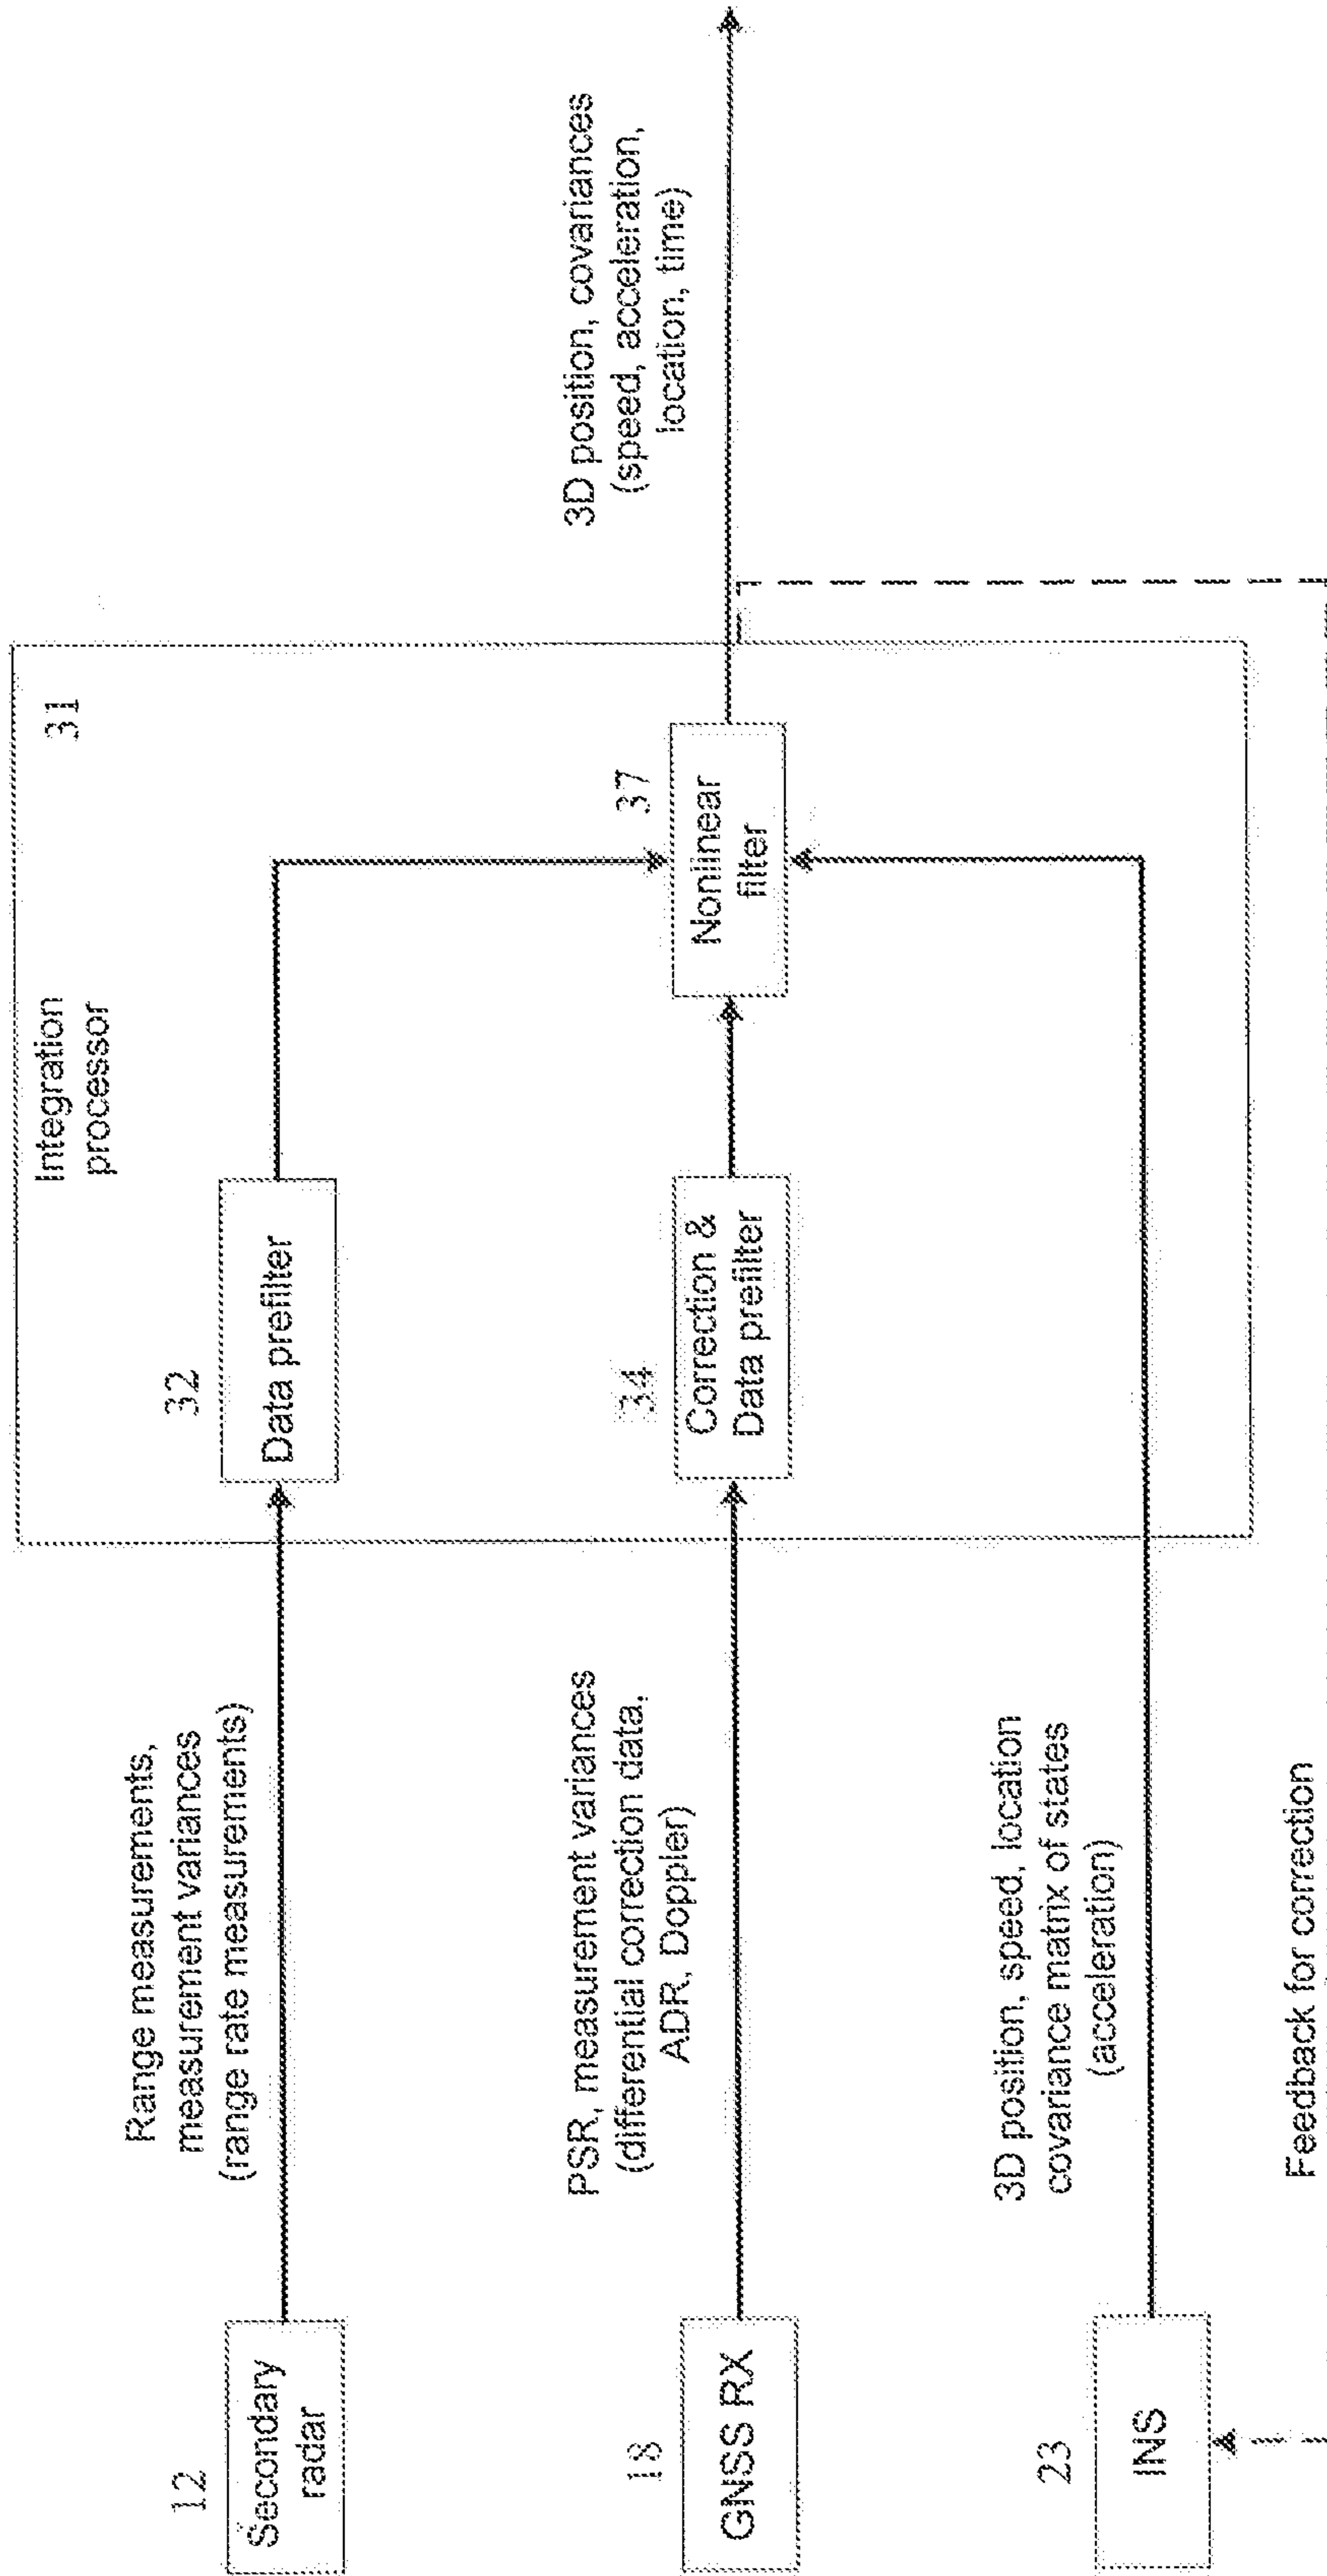 Integration
processor
31
Range measurements,
measurement variances
(range rate measurements)
12
Secondary
radar
32
Data prefilter
PSR, measurement variances
(differential correction data,
ADR, Doppler)
18
GNSS RX
34
Correction &
Data prefilter
37
Nonlinear
filter
3D position, covariances
(speed, acceleration,
location, time)
3D position, speed, location
covariance matrix of states
(acceleration)
23
INS
Feedback for correction